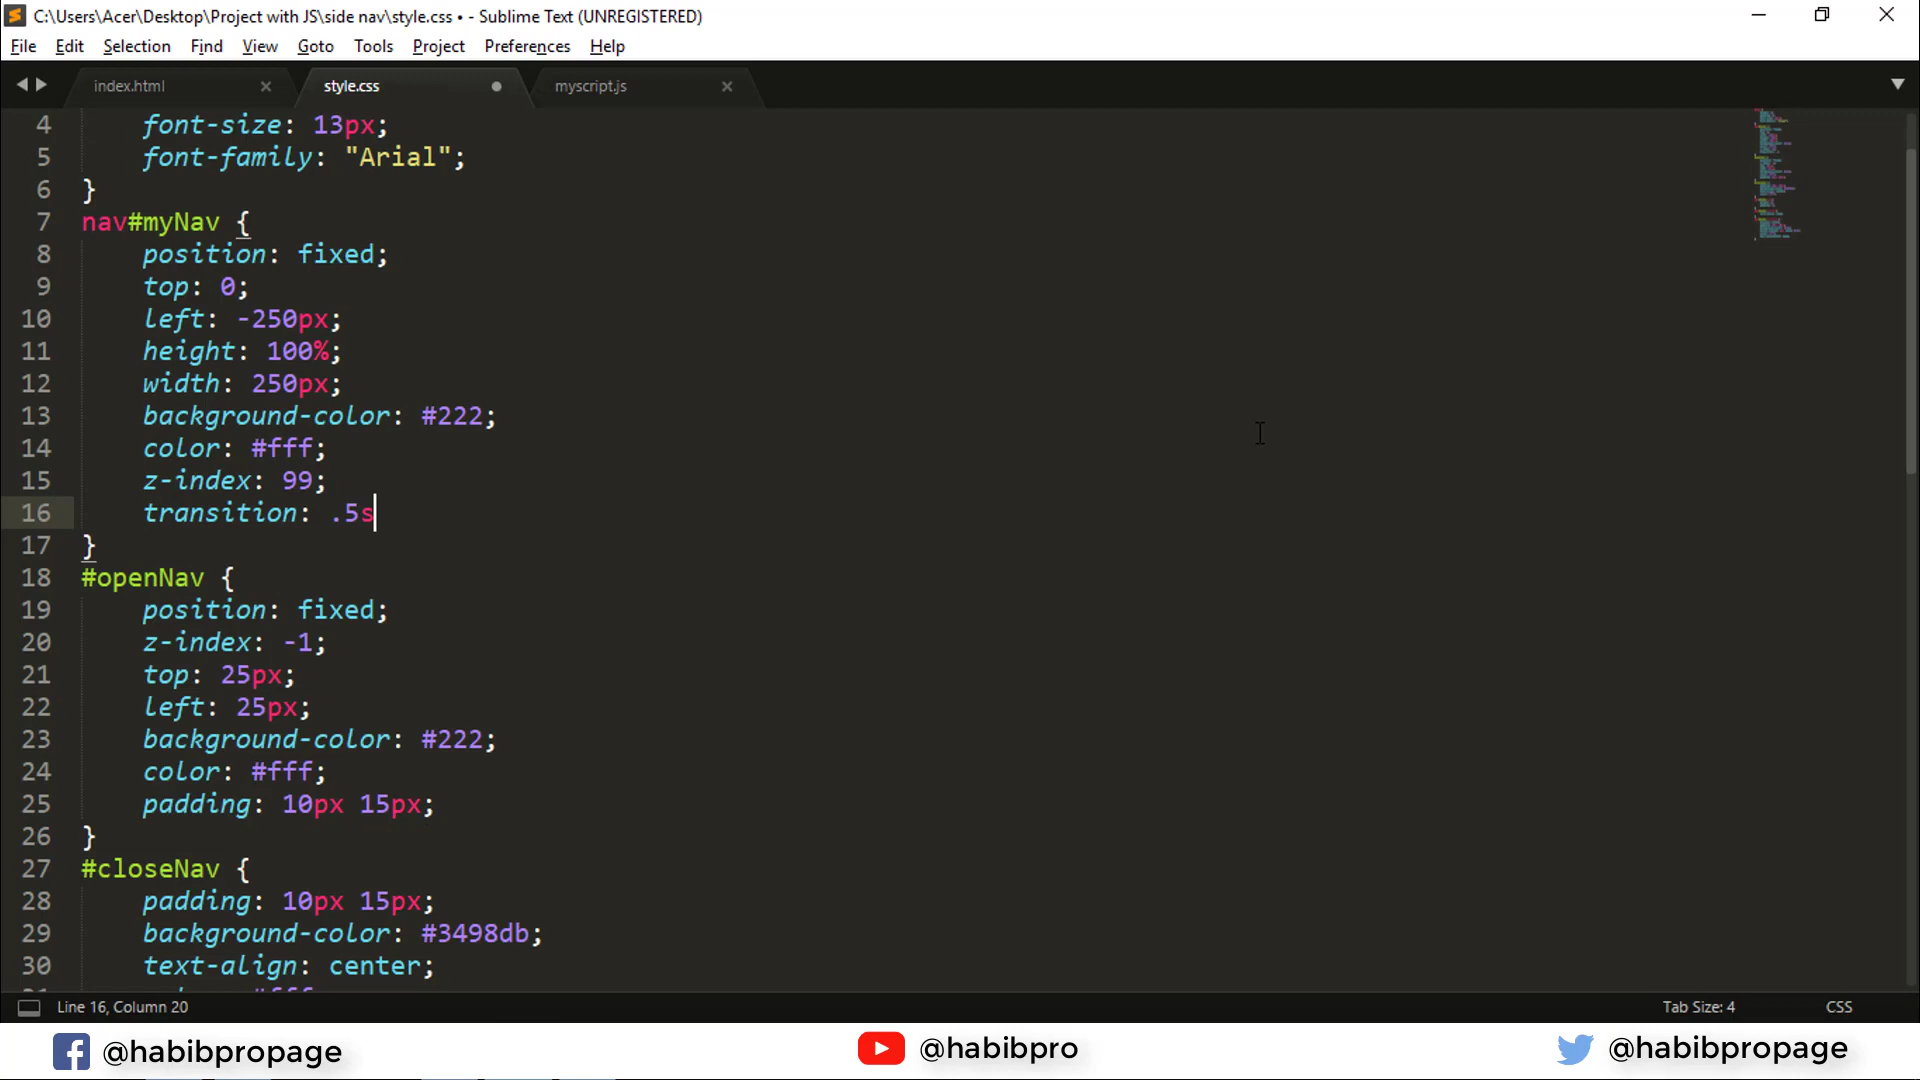 C:\Users\Acer\Desktop\Project with JS\side nav\style.css • - Sublime Text (UNREGISTERED)
File Edit Selection Find View Goto Tools Project Preferences Help
index.html style.css myscript.js
4 font-size: 13px;
5 font-family: "Arial";
6 }
7 nav#myNav {
8 position: fixed;
9 top: 0;
10 left: -250px;
11 height: 100%;
12 width: 250px;
13 background-color: #222;
14 color: #fff;
15 z-index: 99;
16 transition: .5s
17 }
18 #openNav {
19 position: fixed;
20 z-index: -1;
21 top: 25px;
22 left: 25px;
23 background-color: #222;
24 color: #fff;
25 padding: 10px 15px;
26 }
27 #closeNav {
28 padding: 10px 15px;
29 background-color: #3498db;
30 text-align: center;
Line 16, Column 20 Tab Size: 4 CSS
@habibpropage @habibpro @habibpropage